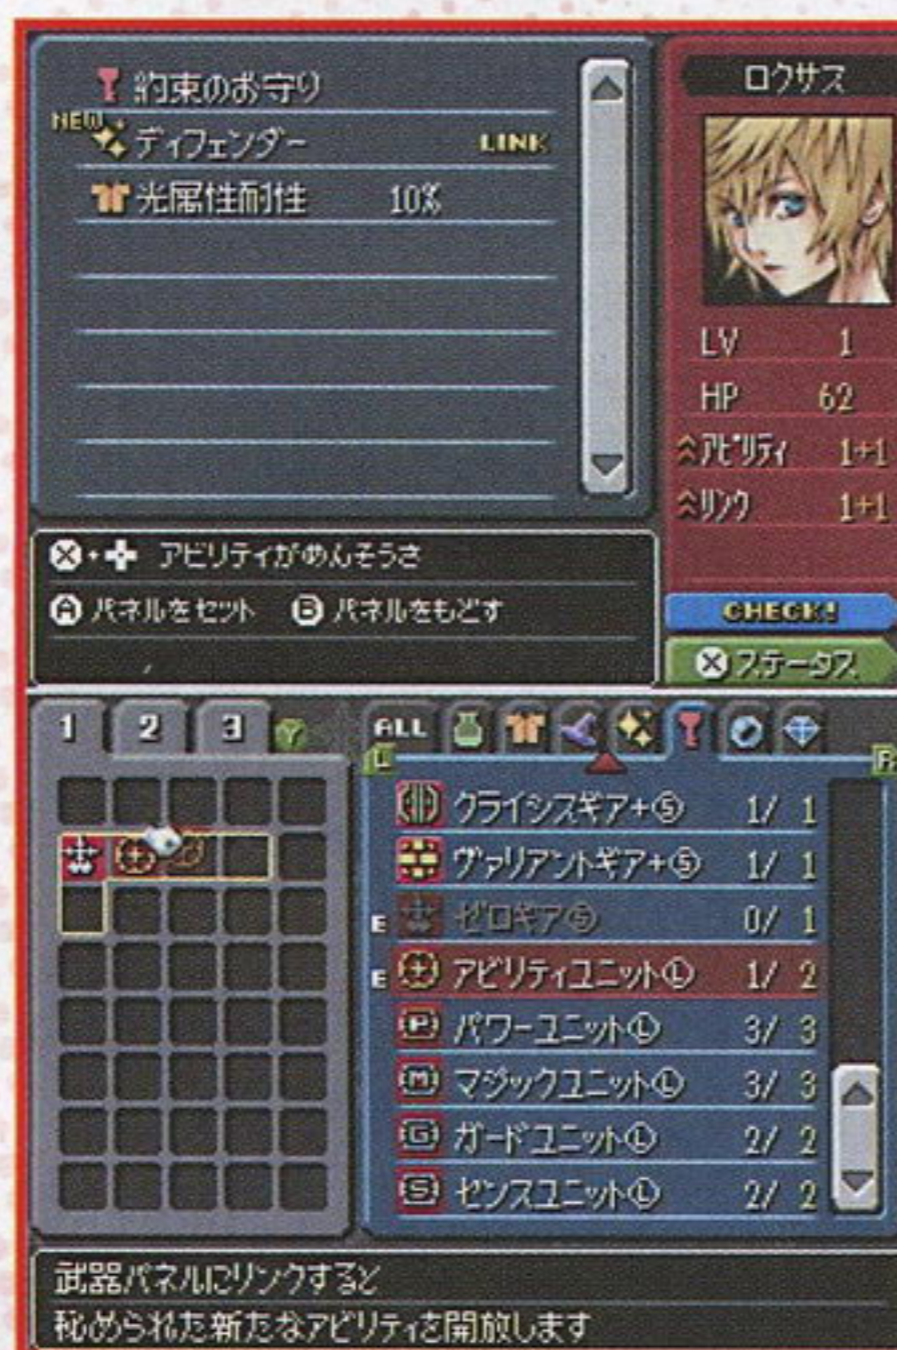 約束のお守り
NEW ディフェンダー LINK
光属性耐性 10%
Ⓧ・✚ アビリティがめんそうさ
Ⓐ パネルをセット Ⓑ パネルをもどす
ロクサス
LV 1
HP 62
アビリティ 1+1
リンク 1+1
CHECK!
Ⓧステータス
1 2 3 Ⓨ
ALL
L R
クライシスギア+⑤ 1/ 1
ヴァリアントギア+⑤ 1/ 1
E ゼロギア⑤ 0/ 1
E アビリティユニットⓁ 1/ 2
P パワーユニットⓁ 3/ 3
M マジックユニットⓁ 3/ 3
G ガードユニットⓁ 2/ 2
S センスユニットⓁ 2/ 2
武器パネルにリンクすると
秘められた新たなアビリティを開放します